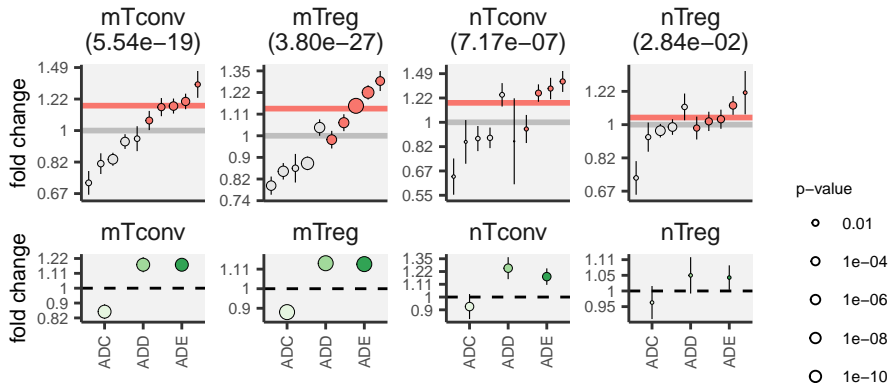 mTconv
(5.54e−19)
mTreg
(3.80e−27)
nTconv
(7.17e−07)
nTreg
(2.84e−02)
fold change
1.49
1.22
1
0.82
0.67
1.35
1.22
1.11
1
0.9
0.82
0.74
1.49
1.22
1
0.82
0.67
0.55
1.22
1
0.82
0.67
mTconv
mTreg
nTconv
nTreg
fold change
1.22
1.11
1
0.9
0.82
1.11
1
0.9
1.35
1.22
1.11
1
0.9
1.11
1.05
1
0.95
ADC
ADD
ADE
ADC
ADD
ADE
ADC
ADD
ADE
ADC
ADD
ADE
p−value
0.01
1e−04
1e−06
1e−08
1e−10